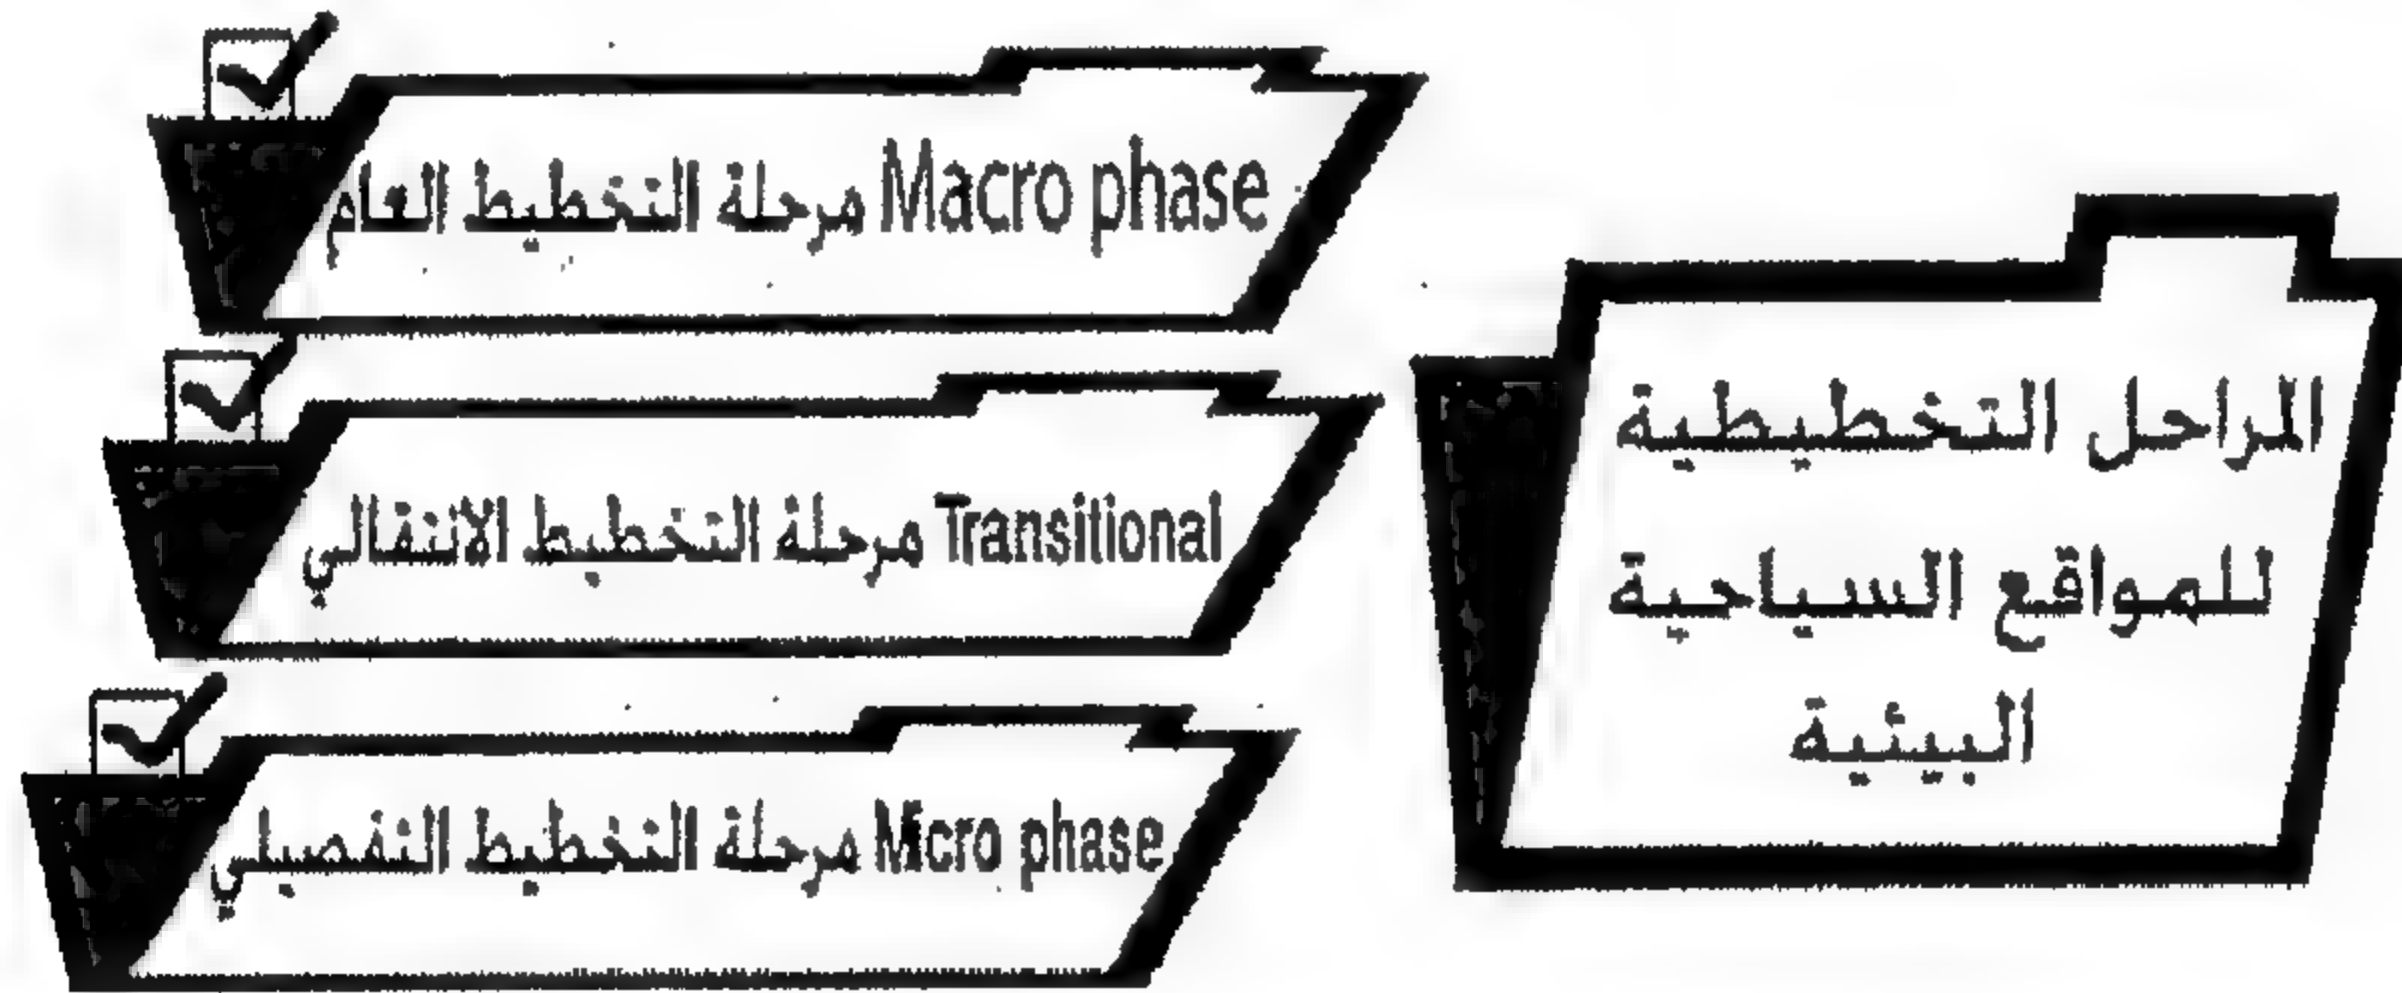 المراحل التخطيطية
للمواقع السياحية
البيئية
Macro phase مرحلة التخطيط العام
Transitional مرحلة التخطيط الانتقالي
Micro phase مرحلة التخطيط التفصيلي